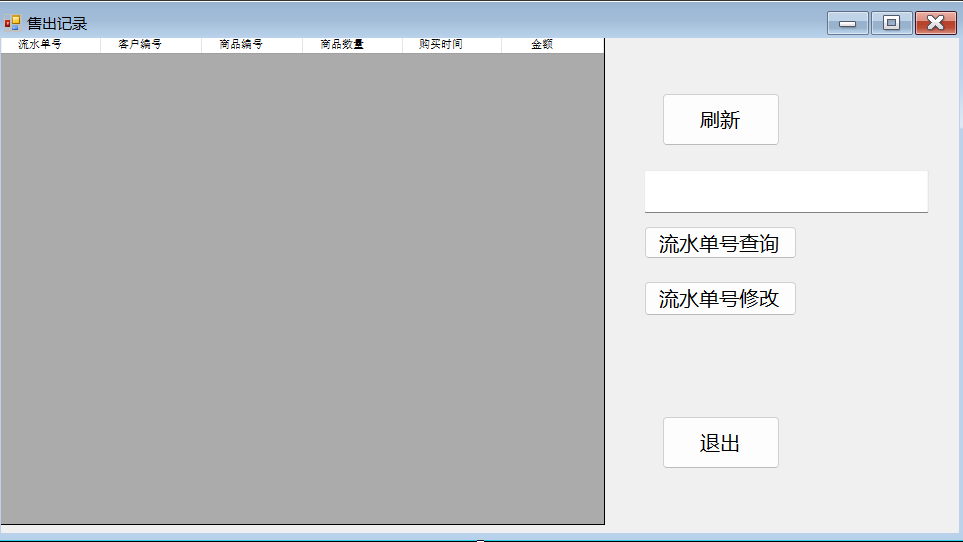 售出记录
流水单号 客户编号 商品编号 商品数量 购买时间 金额
刷新
流水单号查询
流水单号修改
退出